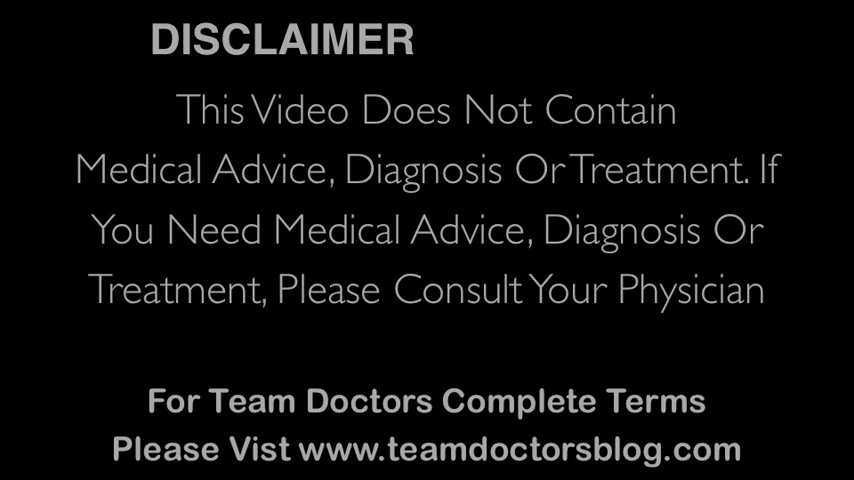 DISCLAIMER
This Video Does Not Contain
Medical Advice, Diagnosis Or Treatment. If
You Need Medical Advice, Diagnosis Or
Treatment, Please Consult Your Physician
For Team Doctors Complete Terms
Please Vist www.teamdoctorsblog.com